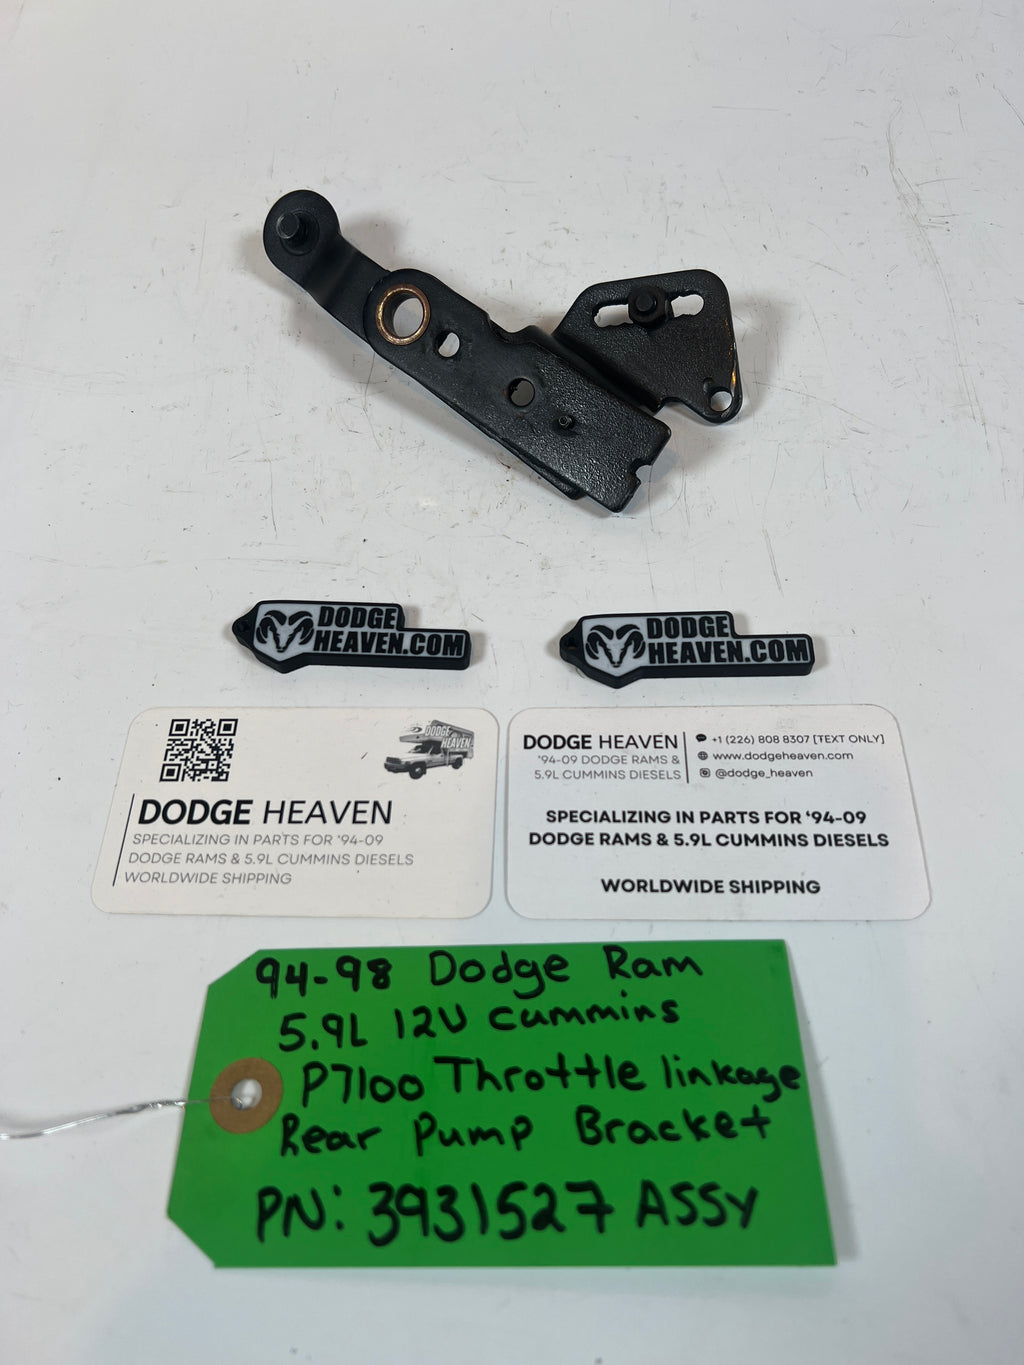 DODGE
HEAVEN.COM
DODGE
HEAVEN.COM
DODGE
HEAVEN
DODGE HEAVEN
SPECIALIZING IN PARTS FOR '94-09
DODGE RAMS & 5.9L CUMMINS DIESELS
WORLDWIDE SHIPPING
DODGE HEAVEN
'94-09 DODGE RAMS &
5.9L CUMMINS DIESELS
+1 (226) 808 8307 [TEXT ONLY]
www.dodgeheaven.com
@dodge_heaven
SPECIALIZING IN PARTS FOR '94-09
DODGE RAMS & 5.9L CUMMINS DIESELS
WORLDWIDE SHIPPING
94-98 Dodge Ram
5.9L 12V Cummins
P7100 Throttle linkage
Rear Pump Bracket
PN: 3931527 ASSY